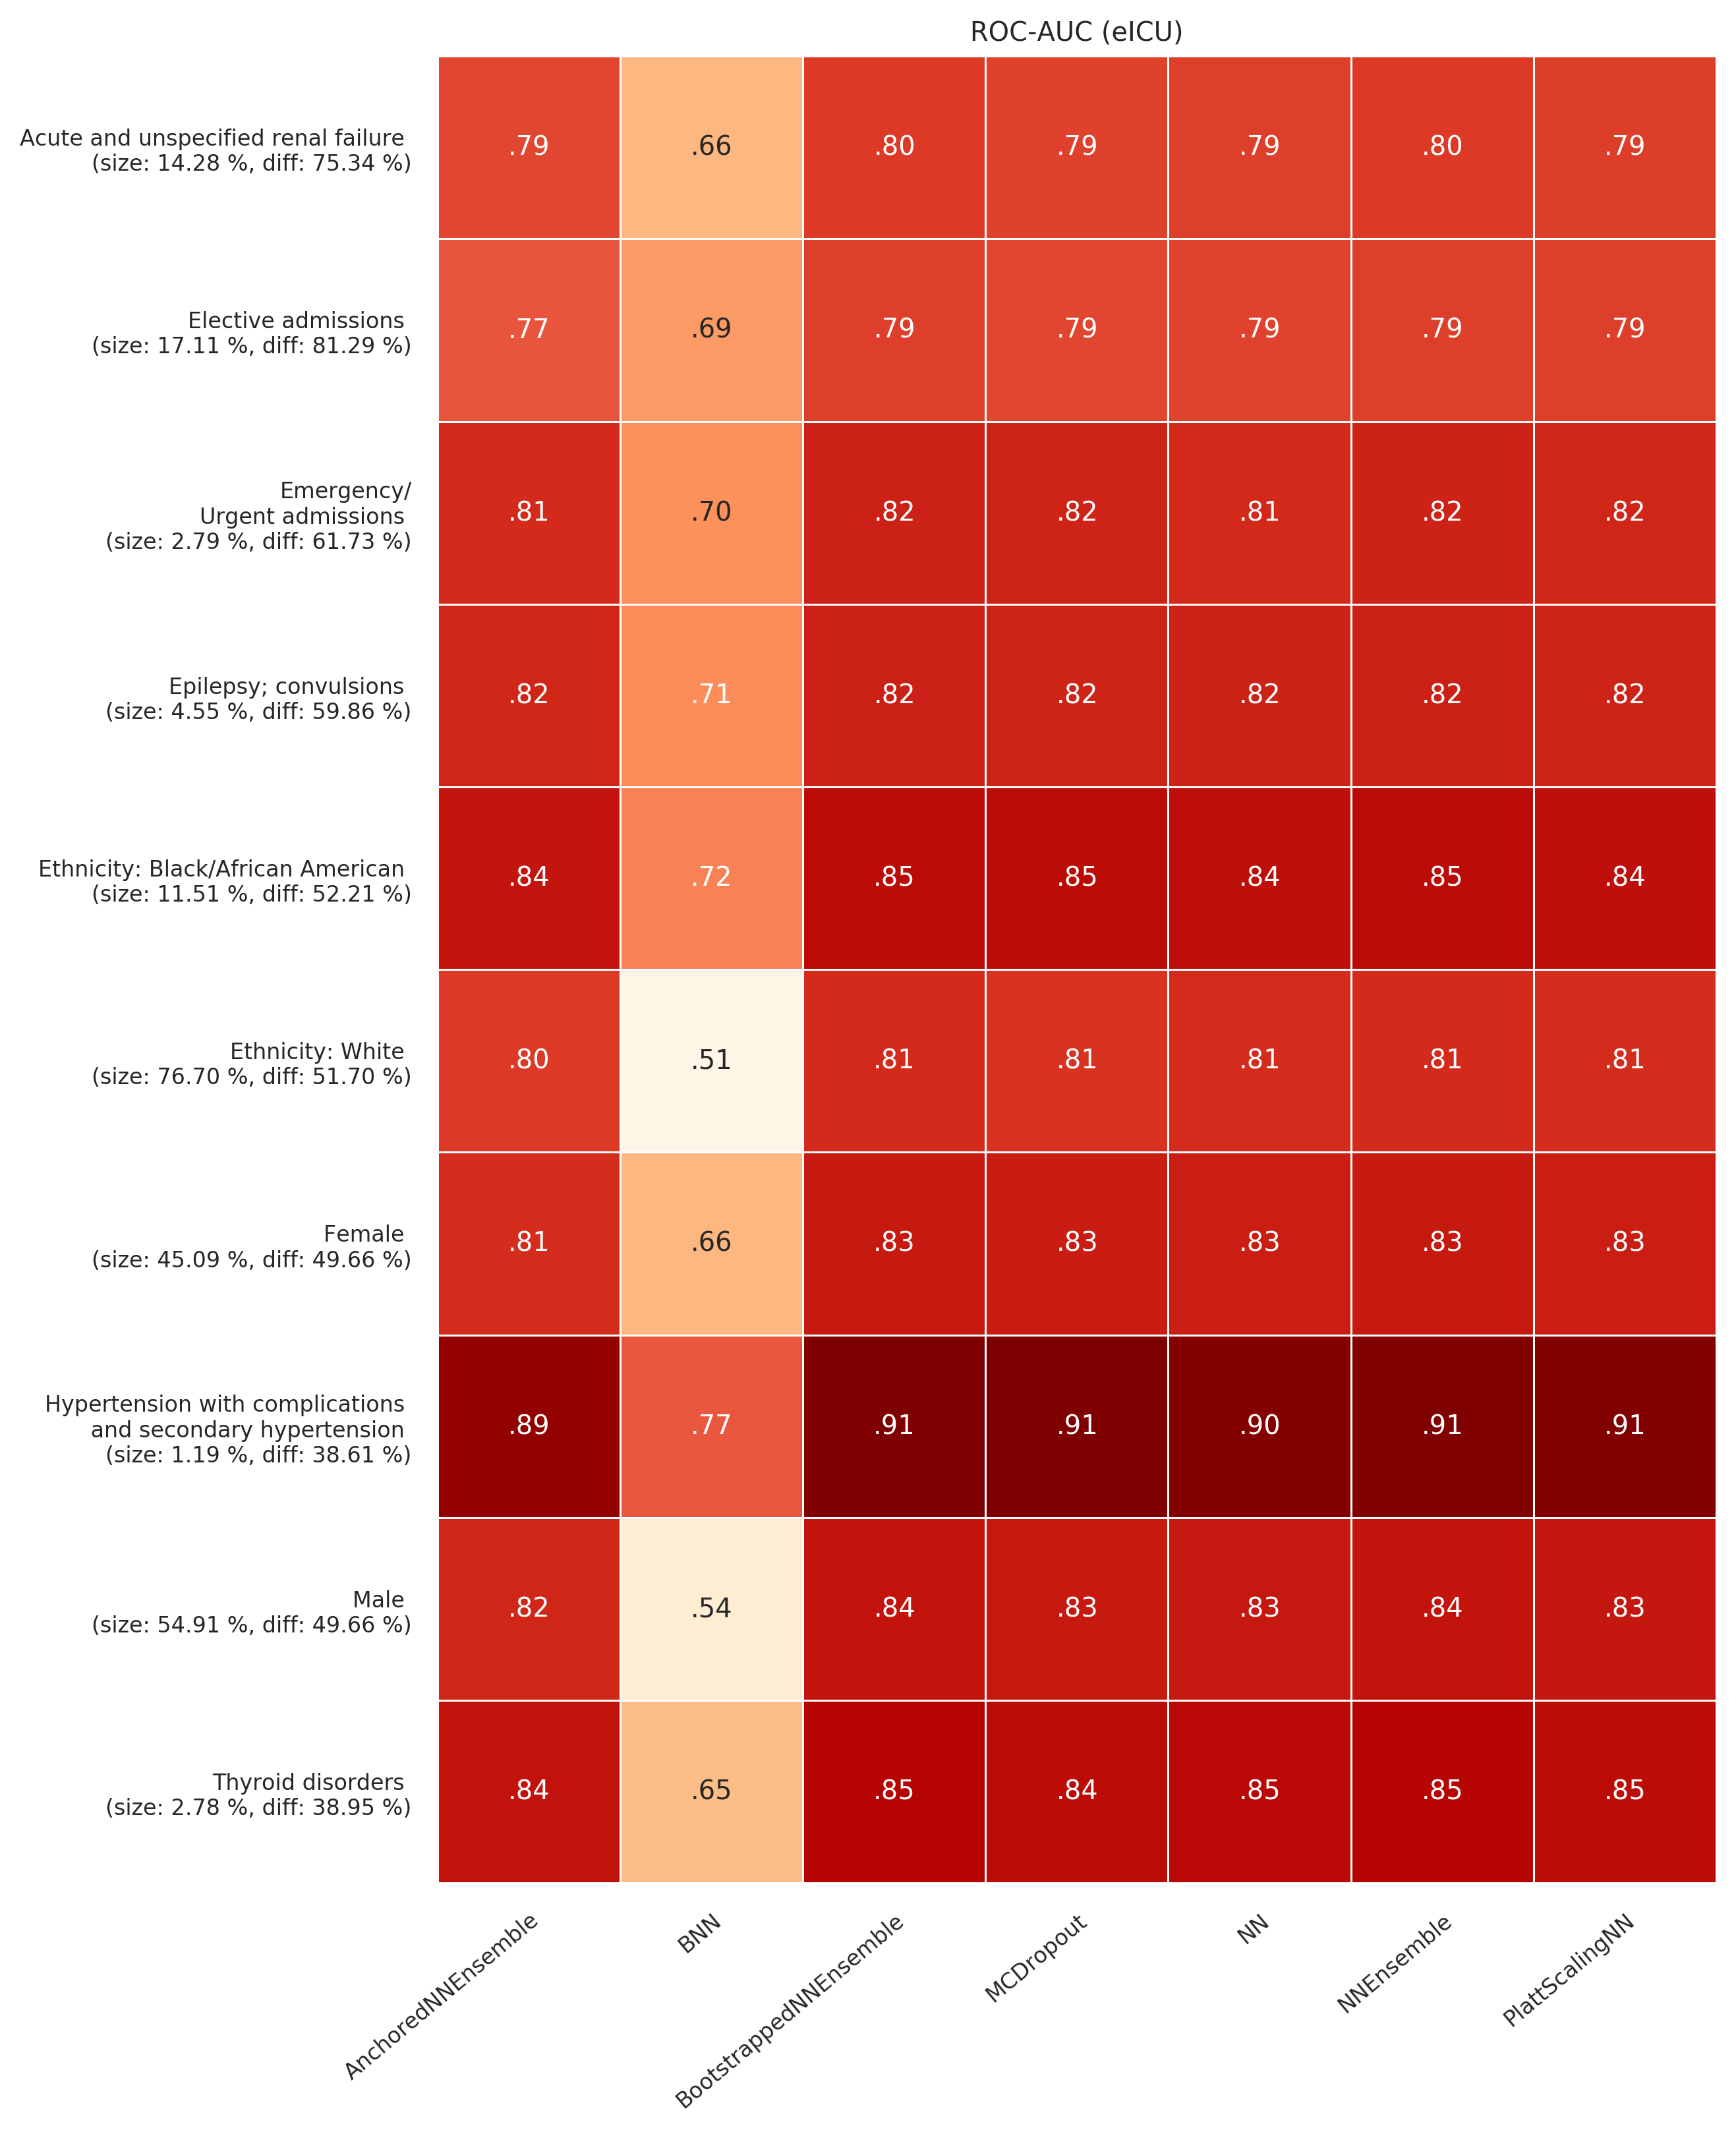 ROC-AUC (eICU)
Acute and unspecified renal failure
(size: 14.28 %, diff: 75.34 %)
.79 .66 .80 .79 .79 .80 .79
Elective admissions
(size: 17.11 %, diff: 81.29 %)
.77 .69 .79 .79 .79 .79 .79
Emergency/
Urgent admissions
(size: 2.79 %, diff: 61.73 %)
.81 .70 .82 .82 .81 .82 .82
Epilepsy; convulsions
(size: 4.55 %, diff: 59.86 %)
.82 .71 .82 .82 .82 .82 .82
Ethnicity: Black/African American
(size: 11.51 %, diff: 52.21 %)
.84 .72 .85 .85 .84 .85 .84
Ethnicity: White
(size: 76.70 %, diff: 51.70 %)
.80 .51 .81 .81 .81 .81 .81
Female
(size: 45.09 %, diff: 49.66 %)
.81 .66 .83 .83 .83 .83 .83
Hypertension with complications
and secondary hypertension
(size: 1.19 %, diff: 38.61 %)
.89 .77 .91 .91 .90 .91 .91
Male
(size: 54.91 %, diff: 49.66 %)
.82 .54 .84 .83 .83 .84 .83
Thyroid disorders
(size: 2.78 %, diff: 38.95 %)
.84 .65 .85 .84 .85 .85 .85
AnchoredNNEnsemble
BNN
BootstrappedNNEnsemble
MCDropout
NN
NNEnsemble
PlattScalingNN